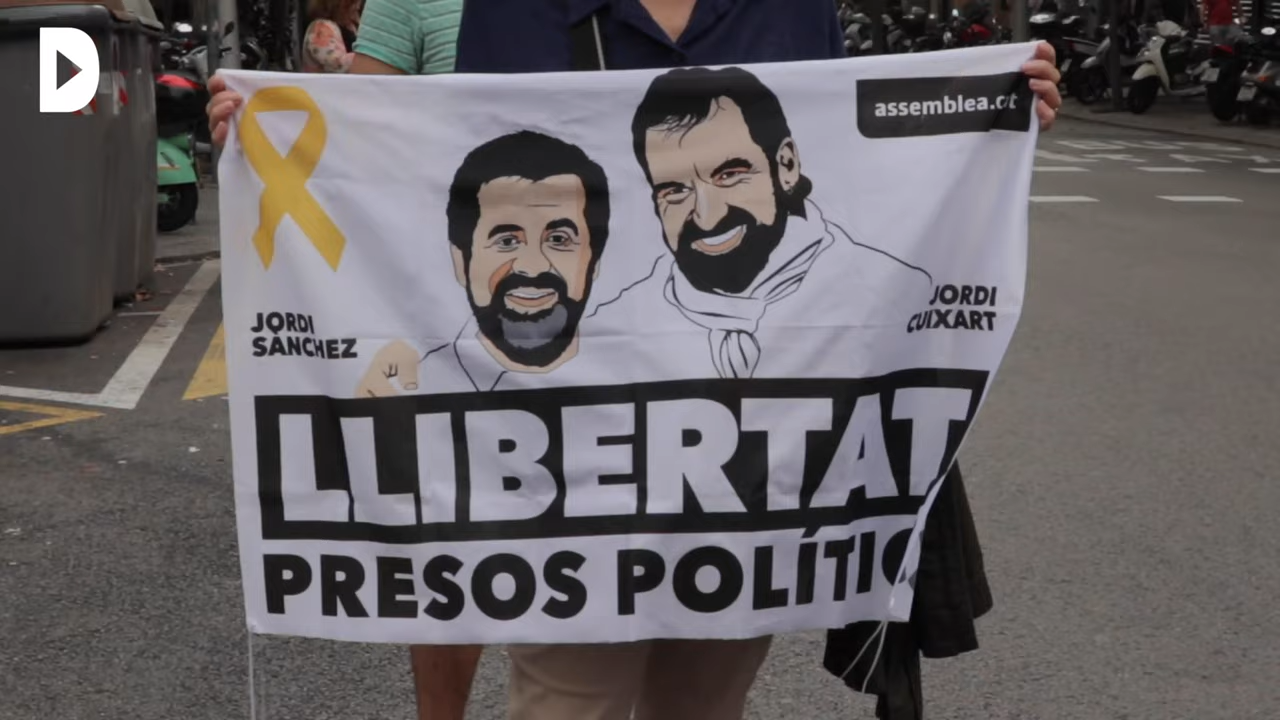 D
assemblea.cat
JORDI
SÀNCHEZ
JORDI
CUIXART
LLIBERTAT
PRESOS POLÍTIC